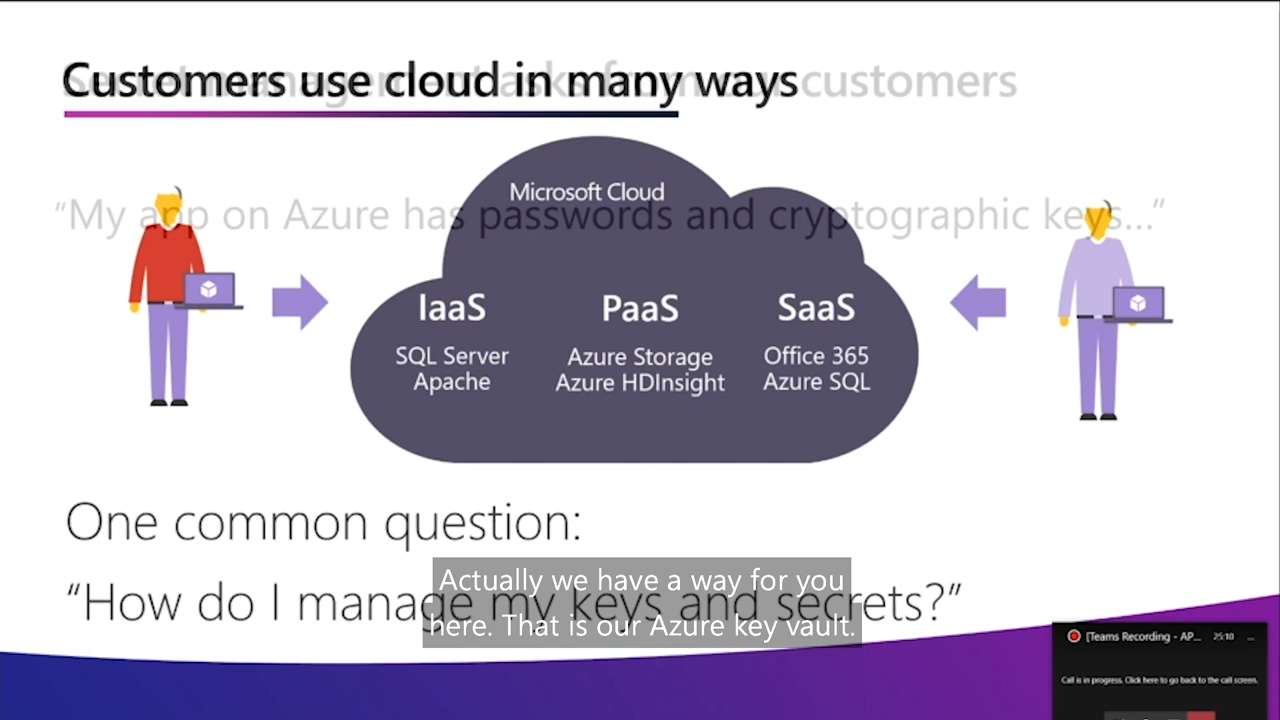 Customers use cloud in many ways
customers
"My app on Azure has passwords and cryptographic keys..."
Microsoft Cloud
IaaS
SQL Server
Apache
PaaS
Azure Storage
Azure HDInsight
SaaS
Office 365
Azure SQL
One common question:
"How do I manage my keys and secrets?"
Actually we have a way for you
here. That is our Azure key vault.
[Teams Recording - AP... 25:10 ...
Call is in progress. Click here to go back to the call screen.